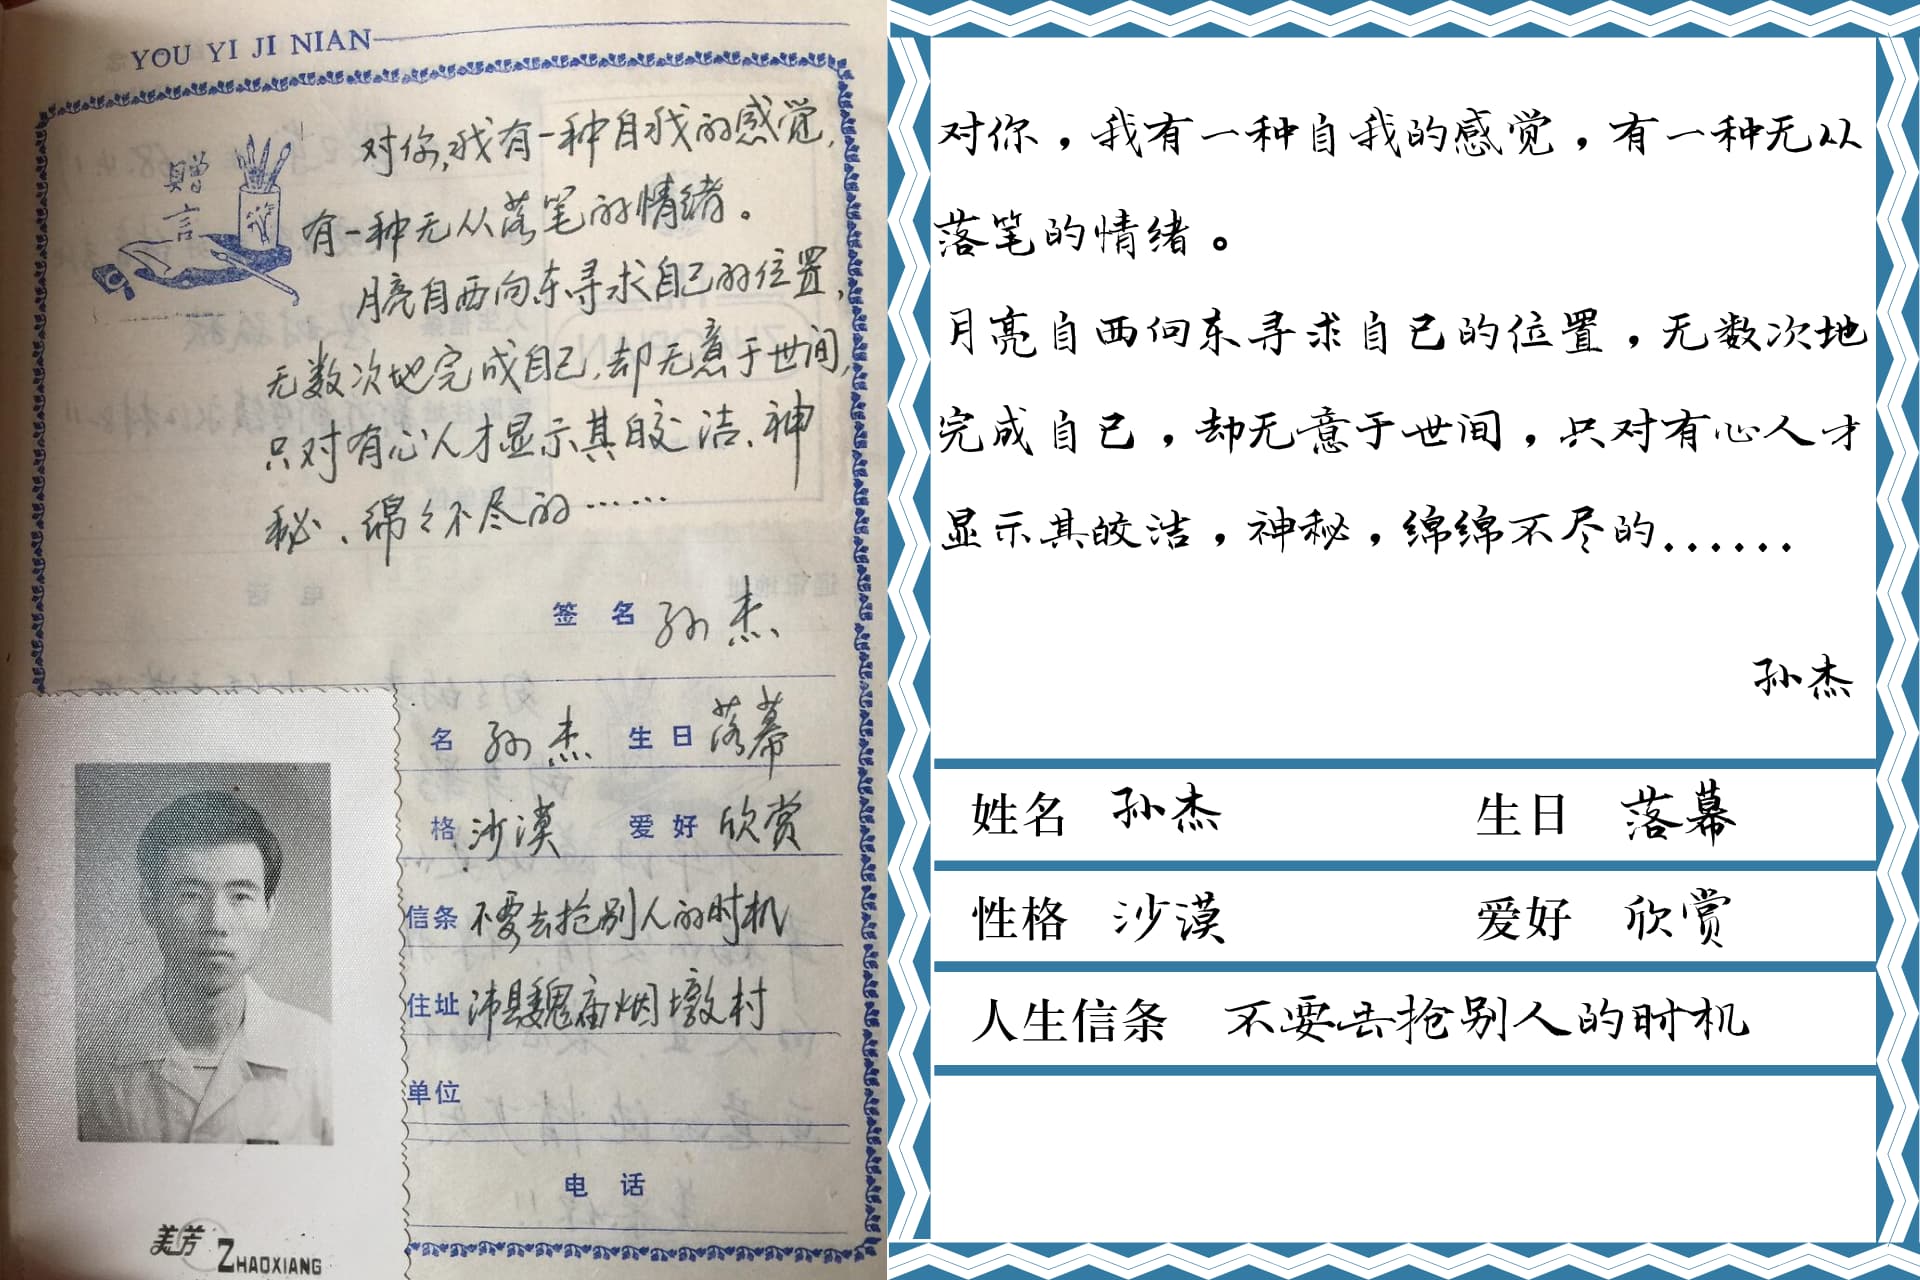 YOU YI JI NIAN
赠言
对你,我有一种自我的感觉,
有一种无从落笔的情绪。
月亮自西向东寻求自己的位置,
无数次地完成自己,却无意于世间,
只对有心人才显示其皎洁、神
秘、绵々不尽的……
签名 孙杰
名 孙杰 生日 落幕
格 沙漠 爱好 欣赏
信条 不要去抢别人的时机
住址 沛县魏庙烟墩村
单位
电话
美芳 ZHAOXIANG
对你，我有一种自我的感觉，有一种无从
落笔的情绪。
月亮自西向东寻求自己的位置，无数次地
完成自己，却无意于世间，只对有心人才
显示其皎洁，神秘，绵绵不尽的......
孙杰
姓名 孙杰 生日 落幕
性格 沙漠 爱好 欣赏
人生信条 不要去抢别人的时机